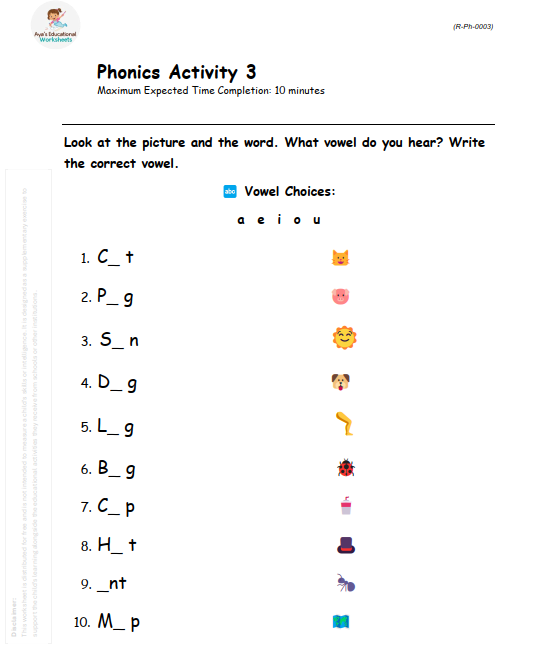 Aya's Educational
Worksheets
(R-Ph-0003)
Phonics Activity 3
Maximum Expected Time Completion: 10 minutes
Look at the picture and the word. What vowel do you hear? Write
the correct vowel.
abc Vowel Choices:
a e i o u
1. C_ t
2. P_ g
3. S_ n
4. D_ g
5. L_ g
6. B_ g
7. C_ p
8. H_ t
9. _nt
10. M_ p
Disclaimer:
This worksheet is distributed for free and is not intended to measure a child's skills or intelligence. It is designed as a supplementary exercise to
support the child's learning alongside the educational activities they receive from schools or other institutions.